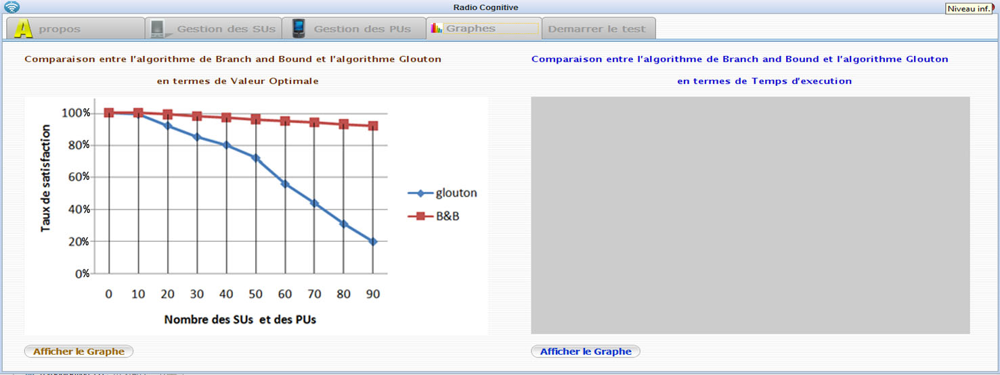 Radio Cognitive
Niveau inf.
A propos
Gestion des SUs
Gestion des PUs
Graphes
Demarrer le test
Comparaison entre l'algorithme de Branch and Bound et l'algorithme Glouton
en termes de Valeur Optimale
Comparaison entre l'algorithme de Branch and Bound et l'algorithme Glouton
en termes de Temps d'execution
Taux de satisfaction
100%
80%
60%
40%
20%
0%
0 10 20 30 40 50 60 70 80 90
Nombre des SUs et des PUs
glouton
B&B
Afficher le Graphe
Afficher le Graphe